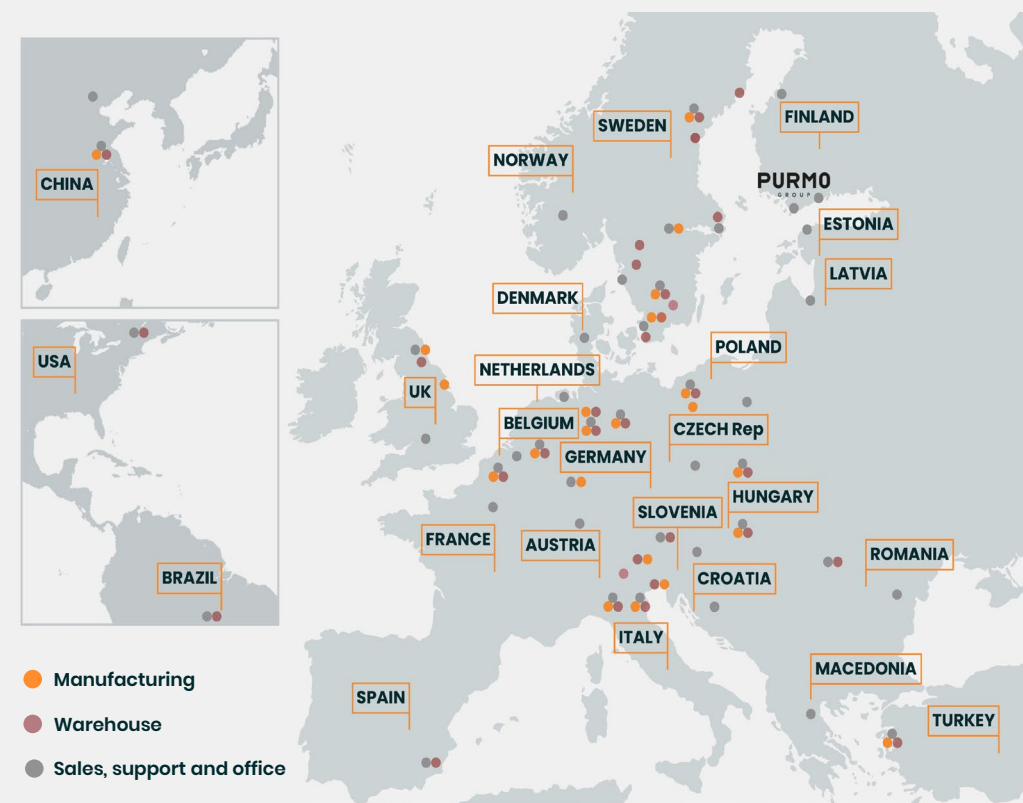 CHINA
USA
BRAZIL
SWEDEN
FINLAND
NORWAY
PURMO
GROUP
ESTONIA
LATVIA
DENMARK
POLAND
NETHERLANDS
UK
BELGIUM
CZECH Rep
GERMANY
HUNGARY
SLOVENIA
FRANCE
AUSTRIA
ROMANIA
CROATIA
ITALY
MACEDONIA
SPAIN
TURKEY
Manufacturing
Warehouse
Sales, support and office